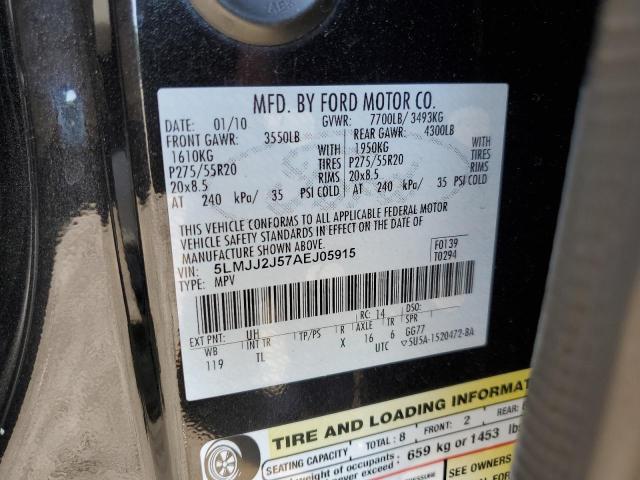 MFD. BY FORD MOTOR CO.
DATE: 01/10 GVWR: 7700LB/ 3493KG
FRONT GAWR: 3550LB REAR GAWR: 4300LB
1610KG WITH 1950KG WITH
P275/55R20 TIRES P275/55R20 TIRES
20x8.5 RIMS 20x8.5 RIMS
AT 240 kPa/ 35 PSI COLD AT 240 kPa/ 35 PSI COLD
THIS VEHICLE CONFORMS TO ALL APPLICABLE FEDERAL MOTOR
VEHICLE SAFETY STANDARDS IN EFFECT ON THE DATE OF
MANUFACTURE SHOWN ABOVE.
VIN: 5LMJJ2J57AEJ05915 F0139
TYPE: MPV T0294
RC: 14 DSO:
EXT PNT: UH
WB INT TR TP/PS R AXLE TR SPR
119 TL X 16 6 GG77
UTC 5U5A-1520472-BA
TIRE AND LOADING INFORMAT
SEATING CAPACITY TOTAL: 8 FRONT: 2 REAR:
weight of occupants: 659 kg or 1453 lbs
exceed
SEE OWNERS